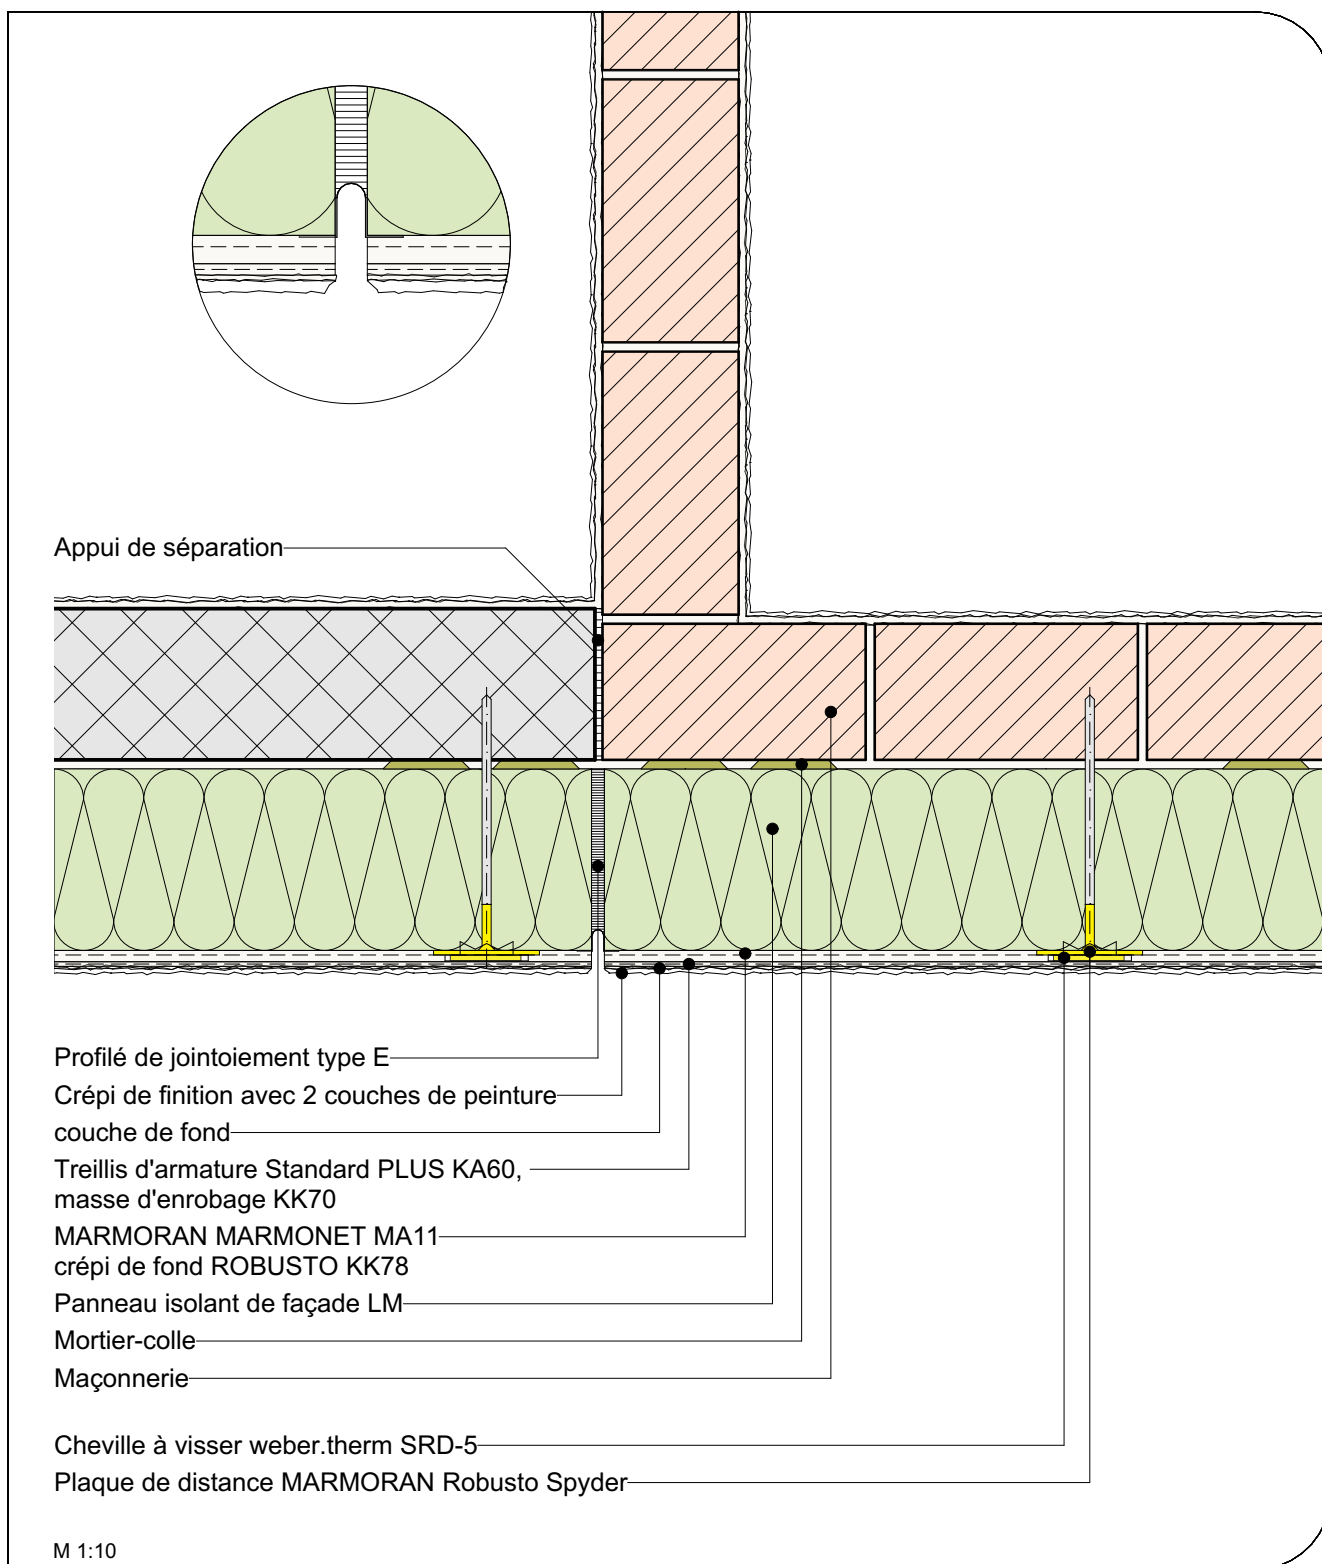 Appui de séparation
Profilé de jointoiement type E
Crépi de finition avec 2 couches de peinture
couche de fond
Treillis d'armature Standard PLUS KA60,
masse d'enrobage KK70
MARMORAN MARMONET MA11
crépi de fond ROBUSTO KK78
Panneau isolant de façade LM
Mortier-colle
Maçonnerie
Cheville à visser weber.therm SRD-5
Plaque de distance MARMORAN Robusto Spyder
M 1:10